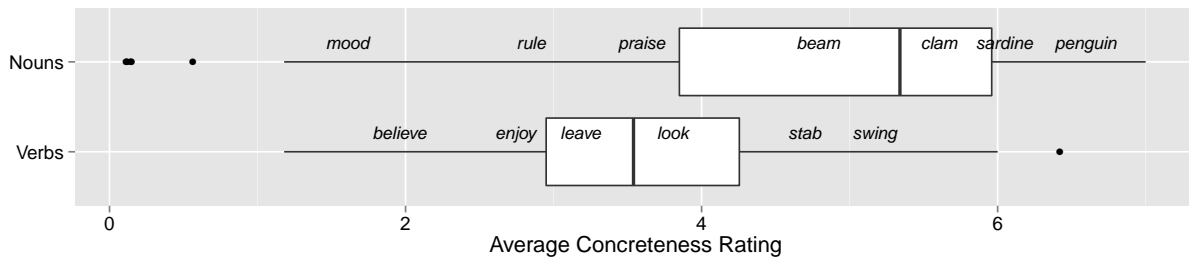 mood rule praise beam clam sardine penguin
Nouns
believe enjoy leave look stab swing
Verbs
0 2 4 6
Average Concreteness Rating